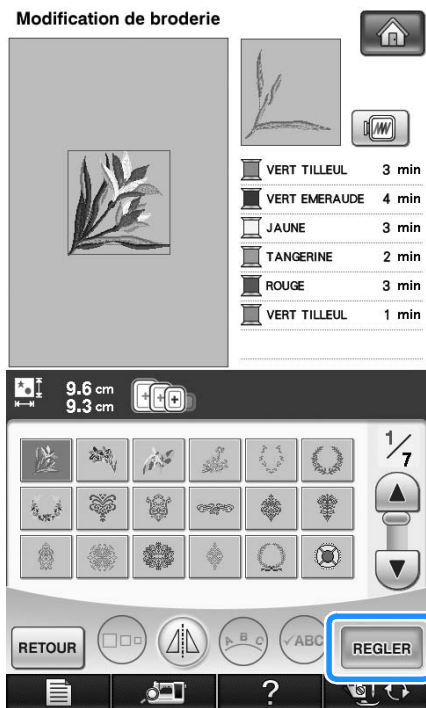 Modification de broderie
VERT TILLEUL 3 min
VERT EMERAUDE 4 min
JAUNE 3 min
TANGERINE 2 min
ROUGE 3 min
VERT TILLEUL 1 min
9.6 cm
9.3 cm
1/7
RETOUR
A B C
✓ABC
REGLER
?